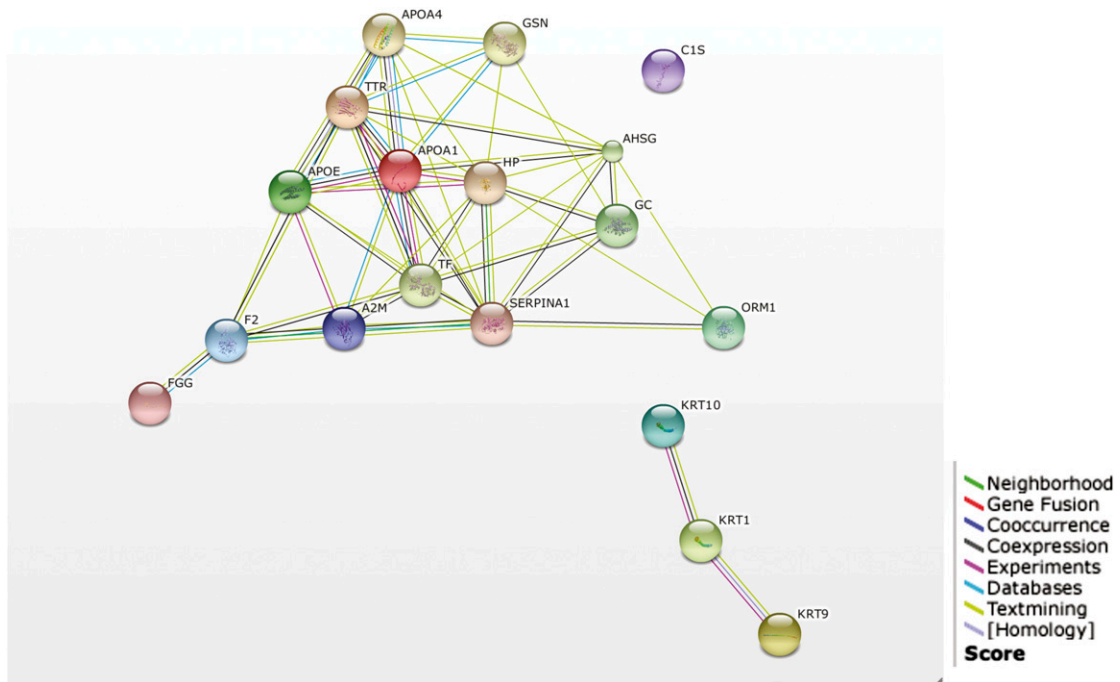 APOA4
GSN
C1S
TTR
AHSG
APOA1
HP
APOE
GC
TF
SERPINA1
ORM1
A2M
F2
FGG
KRT10
KRT1
KRT9
Neighborhood
Gene Fusion
Cooccurrence
Coexpression
Experiments
Databases
Textmining
[Homology]
Score